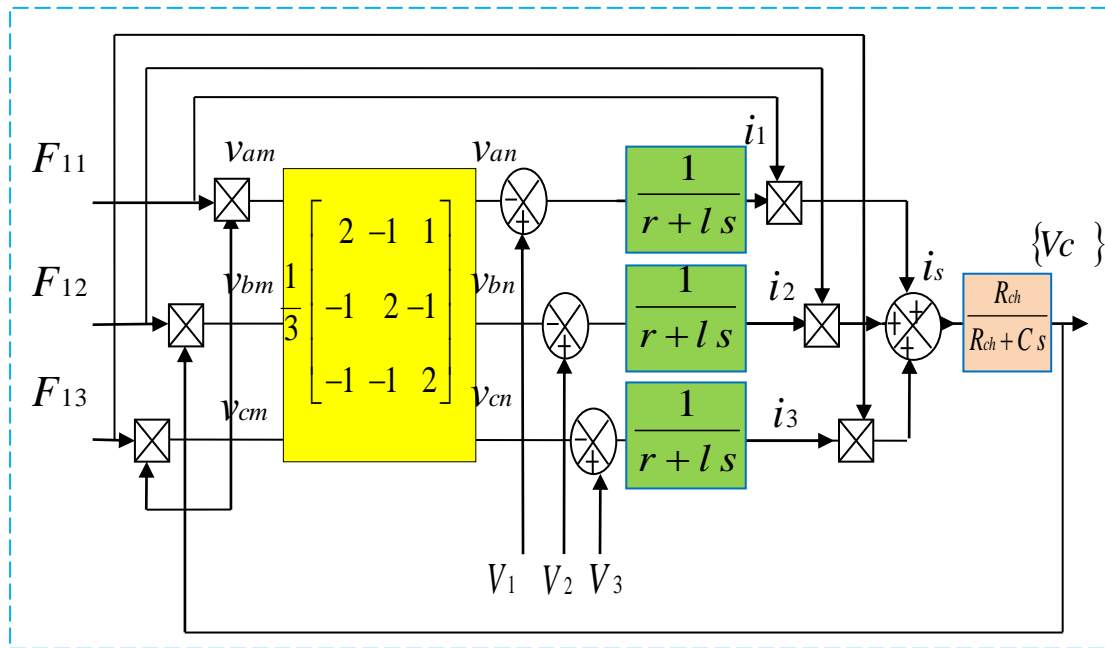 F11
F12
F13
vam
vbm
vcm
1
3
2 −1 1
−1 2 −1
−1 −1 2
van
vbn
vcn
−
+
−
+
−
+
V1 V2 V3
1
r + l s
1
r + l s
1
r + l s
i1
i2
i3
+
+
+
is
Rch
Rch + C s
{Vc }